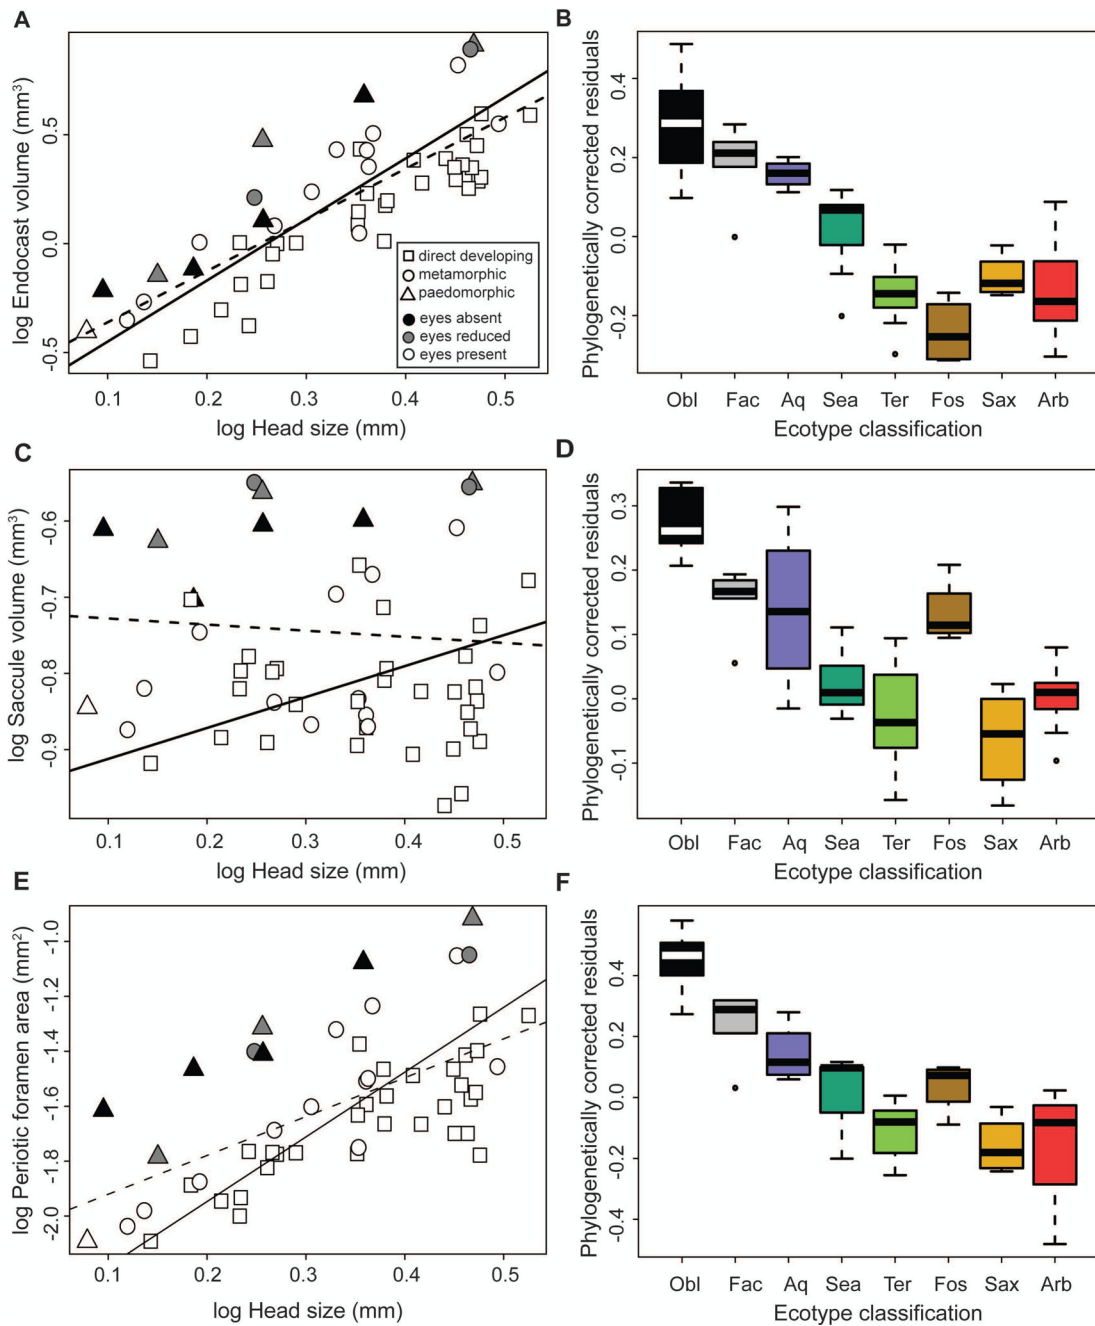 A
log Endocast volume (mm³)
0.5
0.0
-0.5
0.1 0.2 0.3 0.4 0.5
log Head size (mm)
direct developing
metamorphic
paedomorphic
eyes absent
eyes reduced
eyes present
B
Phylogenetically corrected residuals
0.4
0.2
0.0
-0.2
Obl Fac Aq Sea Ter Fos Sax Arb
Ecotype classification
C
log Saccule volume (mm³)
-0.6
-0.7
-0.8
-0.9
0.1 0.2 0.3 0.4 0.5
log Head size (mm)
D
Phylogenetically corrected residuals
0.3
0.2
0.1
0.0
-0.1
Obl Fac Aq Sea Ter Fos Sax Arb
Ecotype classification
E
log Periotic foramen area (mm²)
-1.0
-1.2
-1.4
-1.6
-1.8
-2.0
0.1 0.2 0.3 0.4 0.5
log Head size (mm)
F
Phylogenetically corrected residuals
0.4
0.2
0.0
-0.2
-0.4
Obl Fac Aq Sea Ter Fos Sax Arb
Ecotype classification